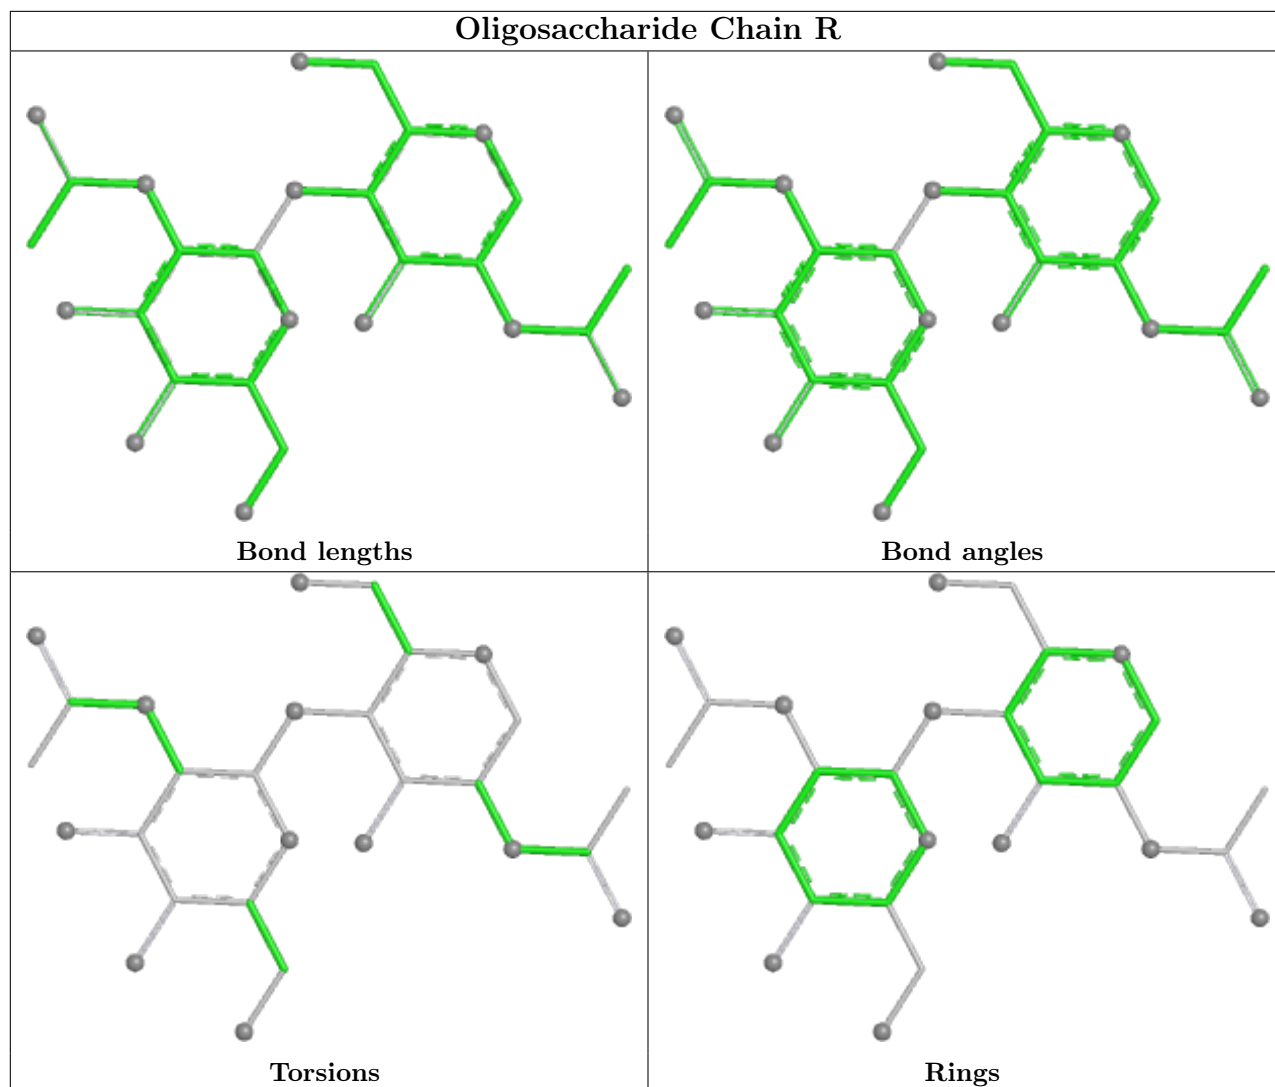 Oligosaccharide Chain R
Bond lengths
Bond angles
Torsions
Rings